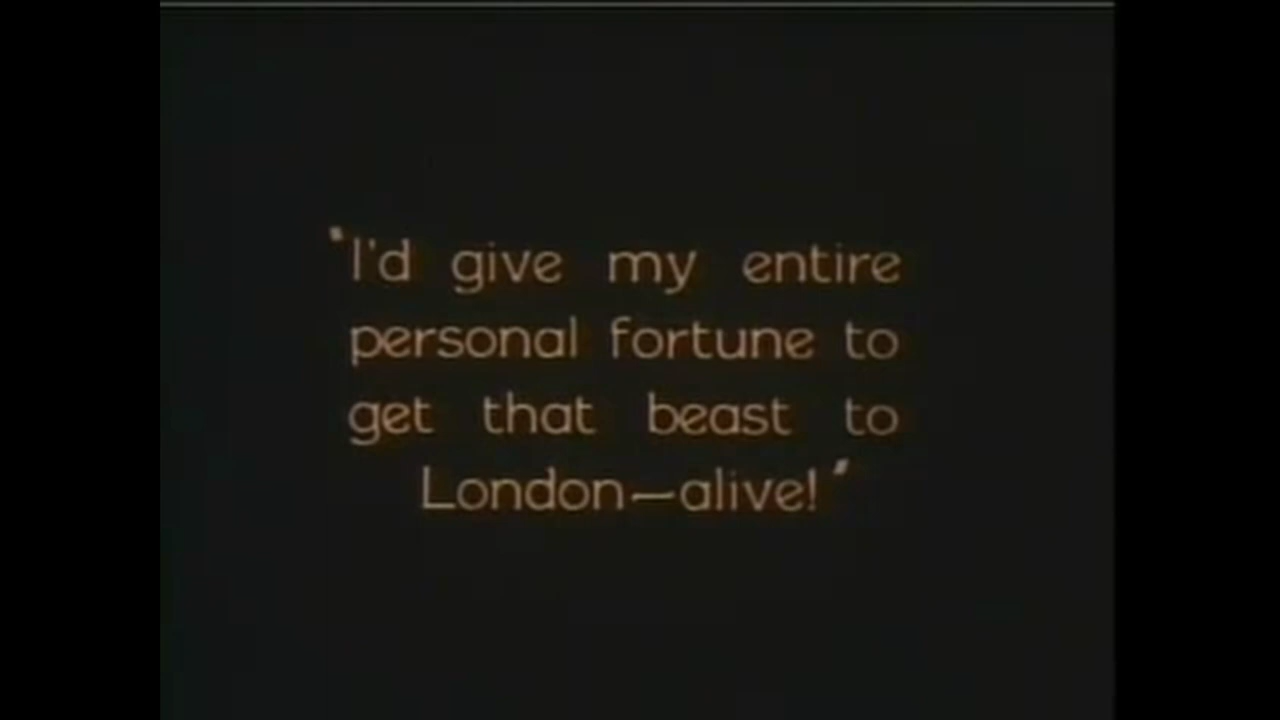 "I'd give my entire
personal fortune to
get that beast to
London—alive!"